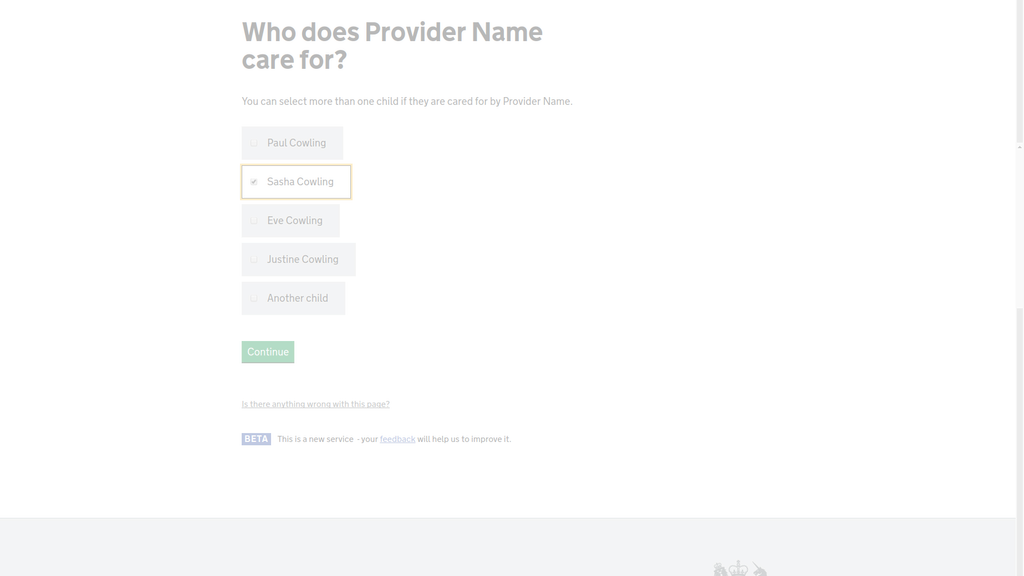 Who does Provider Name
care for?
You can select more than one child if they are cared for by Provider Name.
Paul Cowling
Sasha Cowling
Eve Cowling
Justine Cowling
Another child
Continue
Is there anything wrong with this page?
BETA This is a new service - your feedback will help us to improve it.